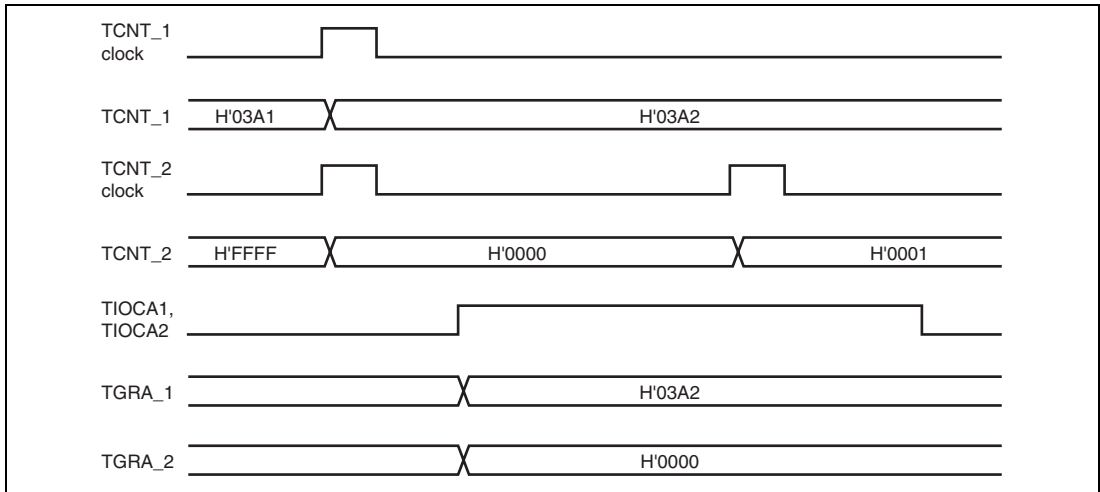 TCNT_1
clock
TCNT_1
H'03A1
H'03A2
TCNT_2
clock
TCNT_2
H'FFFF
H'0000
H'0001
TIOCA1,
TIOCA2
TGRA_1
H'03A2
TGRA_2
H'0000